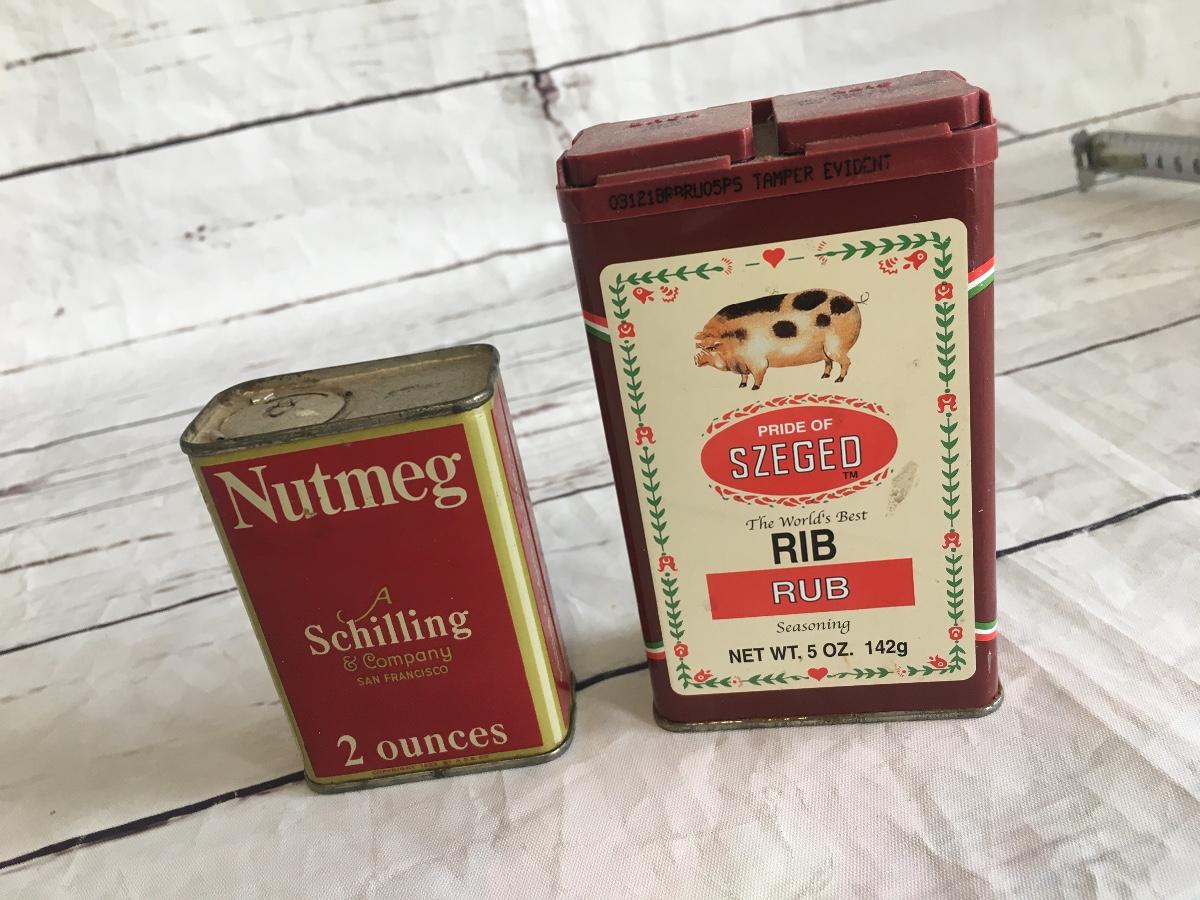 Nutmeg
A
Schilling
& Company
SAN FRANCISCO
2 ounces
TAMPER EVIDENT
PRIDE OF
SZEGED
TM
The World's Best
RIB
RUB
Seasoning
NET WT. 5 OZ. 142g